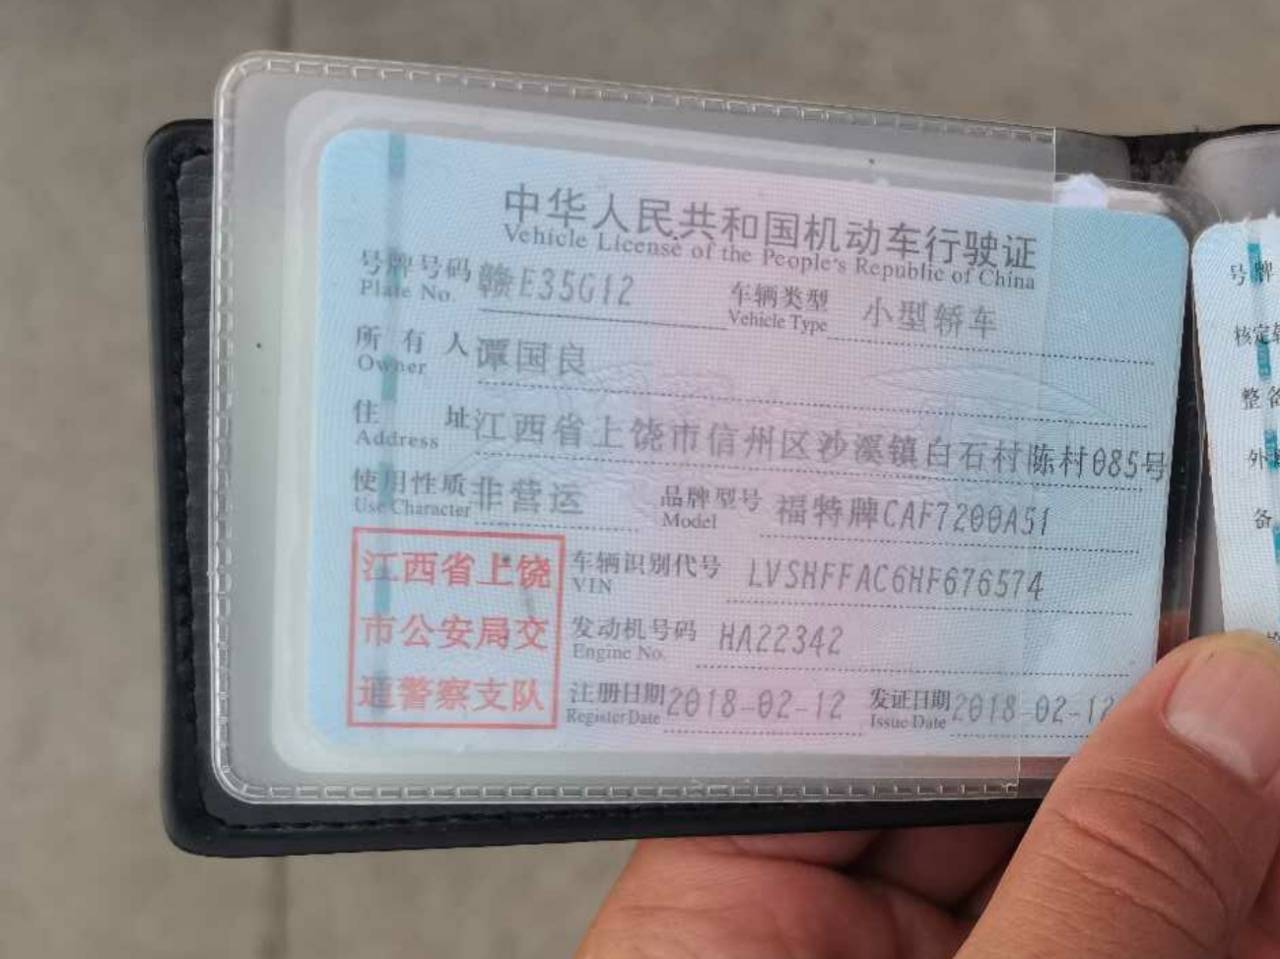 中华人民共和国机动车行驶证
Vehicle License of the People's Republic of China
号牌号码 赣E35G12 车辆类型 小型轿车
Plate No. Vehicle Type
所有人 谭国良
Owner
住址 江西省上饶市信州区沙溪镇白石村陈村085号
Address
使用性质 非营运 品牌型号 福特牌CAF7200A51
Use Character Model
江西省上饶
市公安局交
通警察支队
车辆识别代号 LVSHFFAC6HF676574
VIN
发动机号码 HA22342
Engine No.
注册日期 2018-02-12 发证日期 2018-02-12
Register Date Issue Date
号牌
核定
整备
备